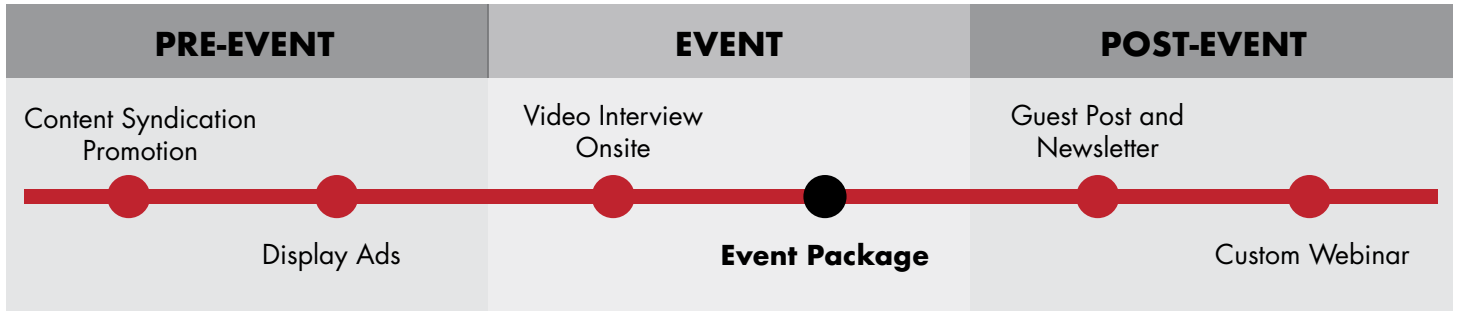 PRE-EVENT
EVENT
POST-EVENT
Content Syndication
Promotion
Display Ads
Video Interview
Onsite
Event Package
Guest Post and
Newsletter
Custom Webinar